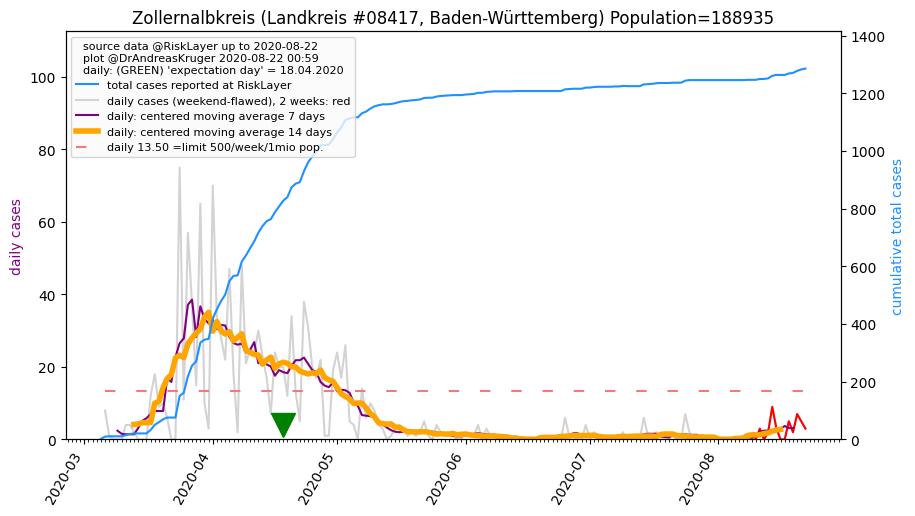 Zollernalbkreis (Landkreis #08417, Baden-Württemberg) Population=188935
source data @RiskLayer up to 2020-08-22
plot @DrAndreasKruger 2020-08-22 00:59
daily: (GREEN) 'expectation day' = 18.04.2020
total cases reported at RiskLayer
daily cases (weekend-flawed), 2 weeks: red
daily: centered moving average 7 days
daily: centered moving average 14 days
daily 13.50 =limit 500/week/1mio pop.
daily cases
100
80
60
40
20
0
cumulative total cases
1400
1200
1000
800
600
400
200
0
2020-03
2020-04
2020-05
2020-06
2020-07
2020-08